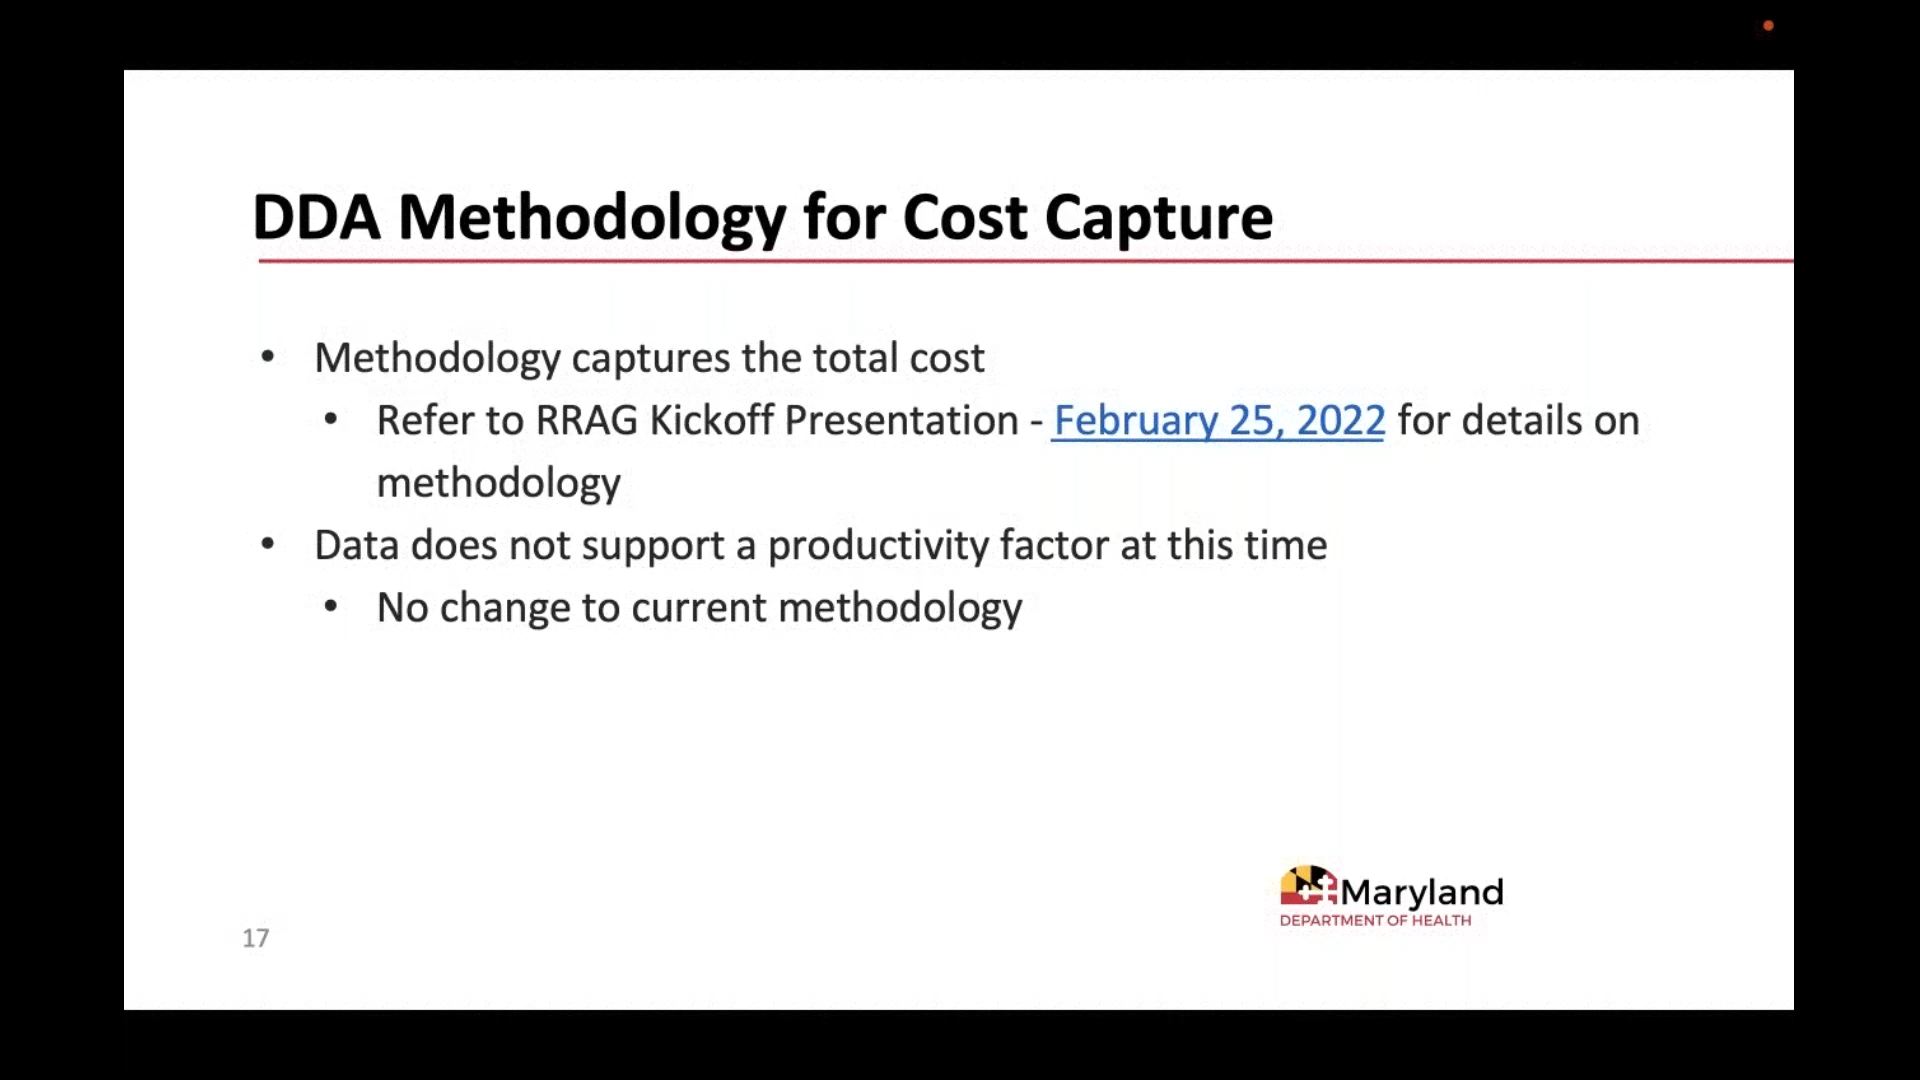 DDA Methodology for Cost Capture
• Methodology captures the total cost
• Refer to RRAG Kickoff Presentation - February 25, 2022 for details on
methodology
• Data does not support a productivity factor at this time
• No change to current methodology
Maryland
DEPARTMENT OF HEALTH
17